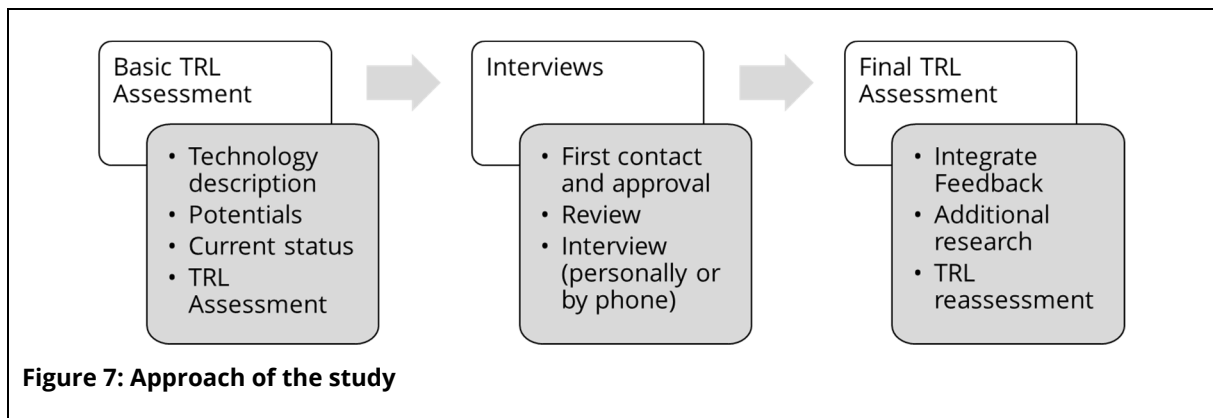 Basic TRL
Assessment
• Technology
description
• Potentials
• Current status
• TRL
Assessment
Interviews
• First contact
and approval
• Review
• Interview
(personally or
by phone)
Final TRL
Assessment
• Integrate
Feedback
• Additional
research
• TRL
reassessment
Figure 7: Approach of the study